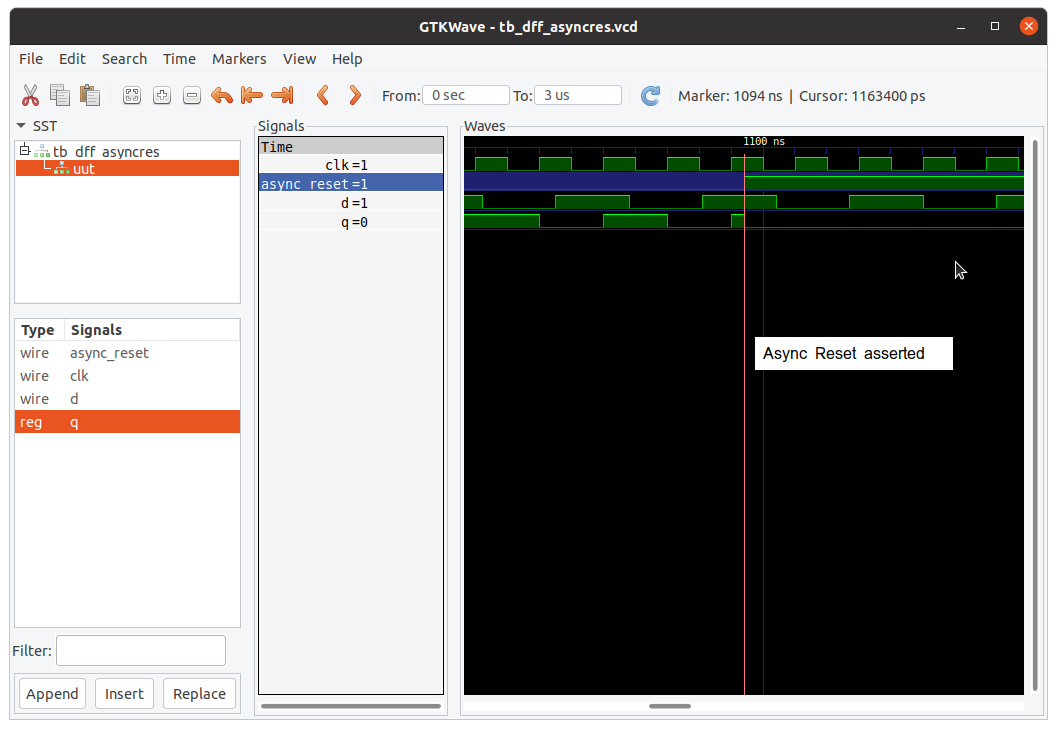 GTKWave - tb_dff_asyncres.vcd
File Edit Search Time Markers View Help
From: 0 sec To: 3 us Marker: 1094 ns | Cursor: 1163400 ps
SST
tb_dff_asyncres
uut
Type Signals
wire async_reset
wire clk
wire d
reg q
Filter:
Append Insert Replace
Signals
Time
clk =1
async_reset =1
d =1
q =0
Waves
1100 ns
Async Reset asserted